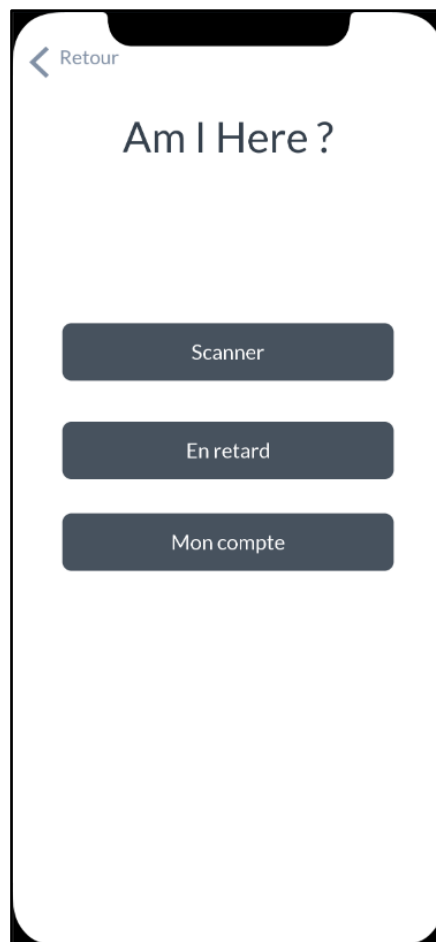 Retour
Am I Here ?
Scanner
En retard
Mon compte